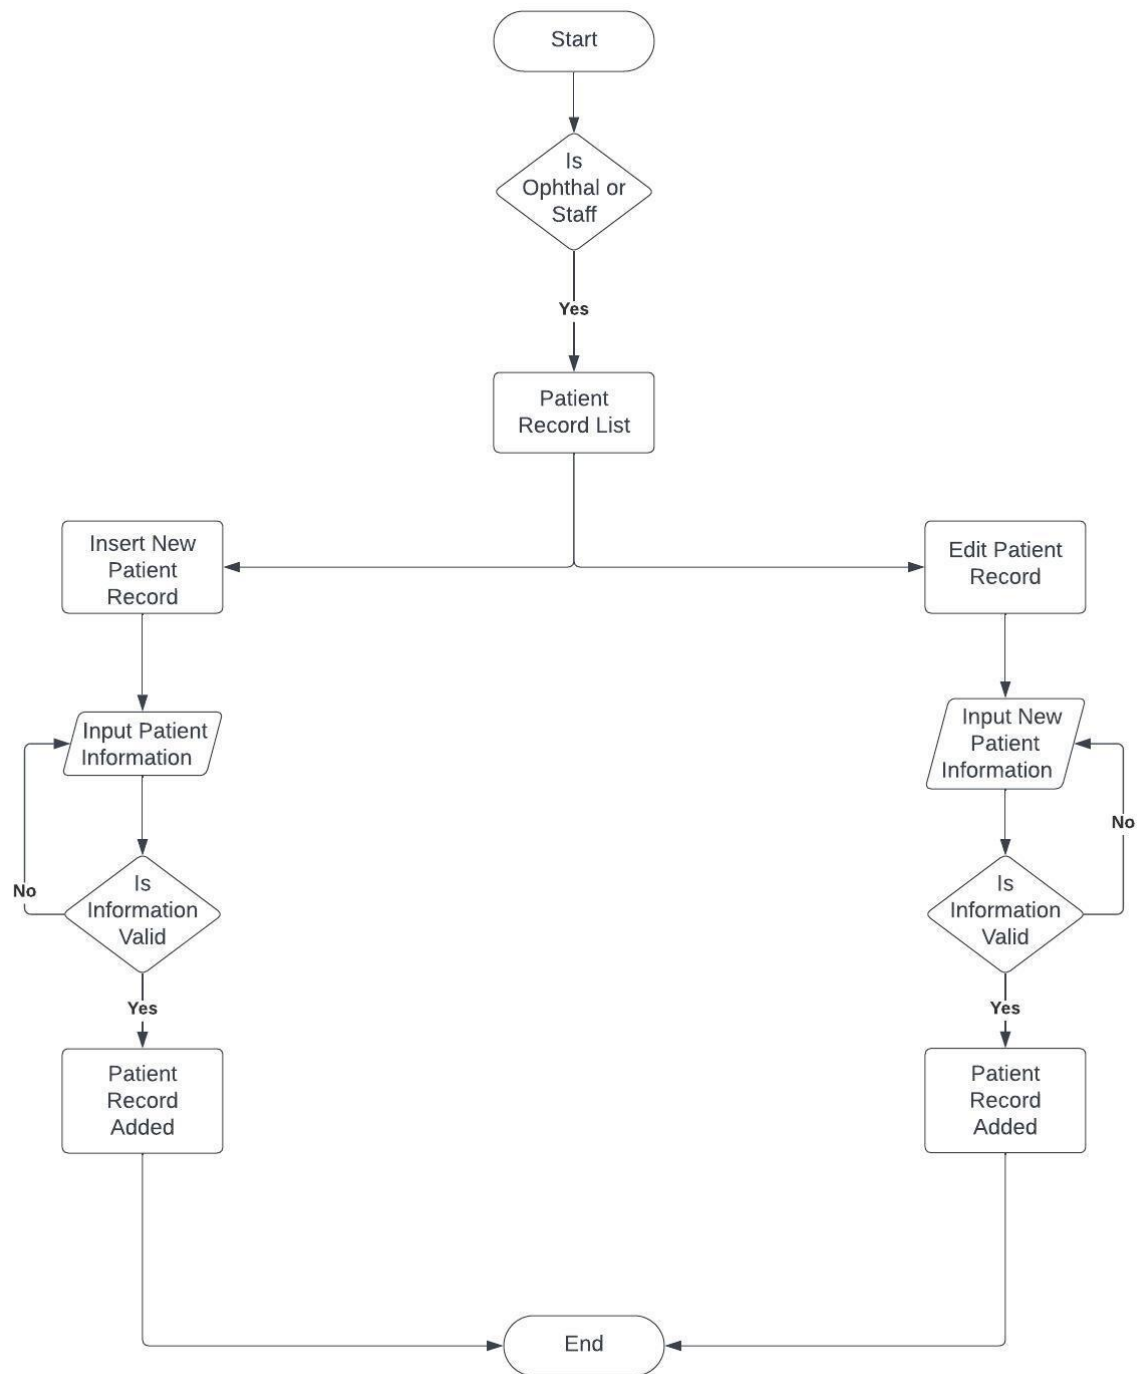 Start
Is
Ophthal or
Staff
Yes
Patient
Record List
Insert New
Patient
Record
Edit Patient
Record
Input Patient
Information
Input New
Patient
Information
No
Is
Information
Valid
No
Is
Information
Valid
Yes
Yes
Patient
Record
Added
Patient
Record
Added
End